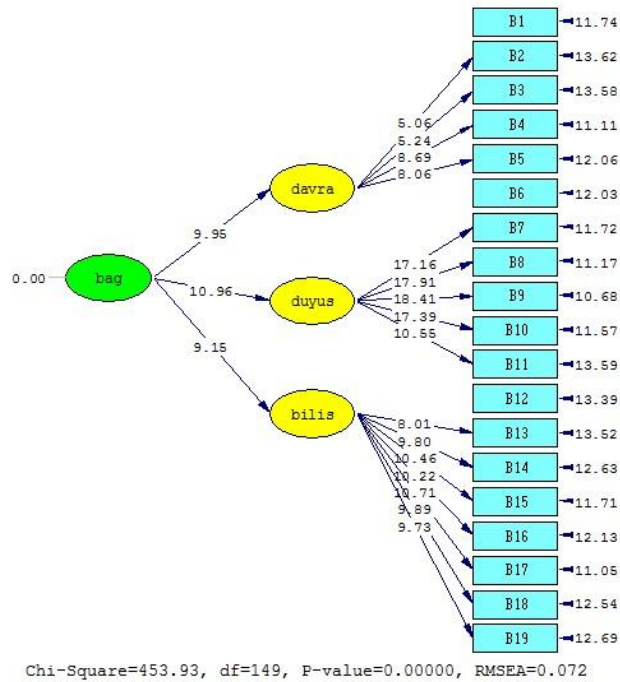 B1 11.74
B2 13.62
B3 13.58
5.06
B4 11.11
5.24
8.69
B5 12.06
8.06
davra
B6 12.03
9.95
B7 11.72
17.16
B8 11.17
17.91
0.00 bag
10.96
B9 10.68
18.41
duyus
17.39
B10 11.57
10.55
9.15
B11 13.59
B12 13.39
bilis
8.01
B13 13.52
9.80
B14 12.63
10.46
10.22
B15 11.71
10.71
9.89
B16 12.13
9.73
B17 11.05
B18 12.54
B19 12.69
Chi-Square=453.93, df=149, P-value=0.00000, RMSEA=0.072